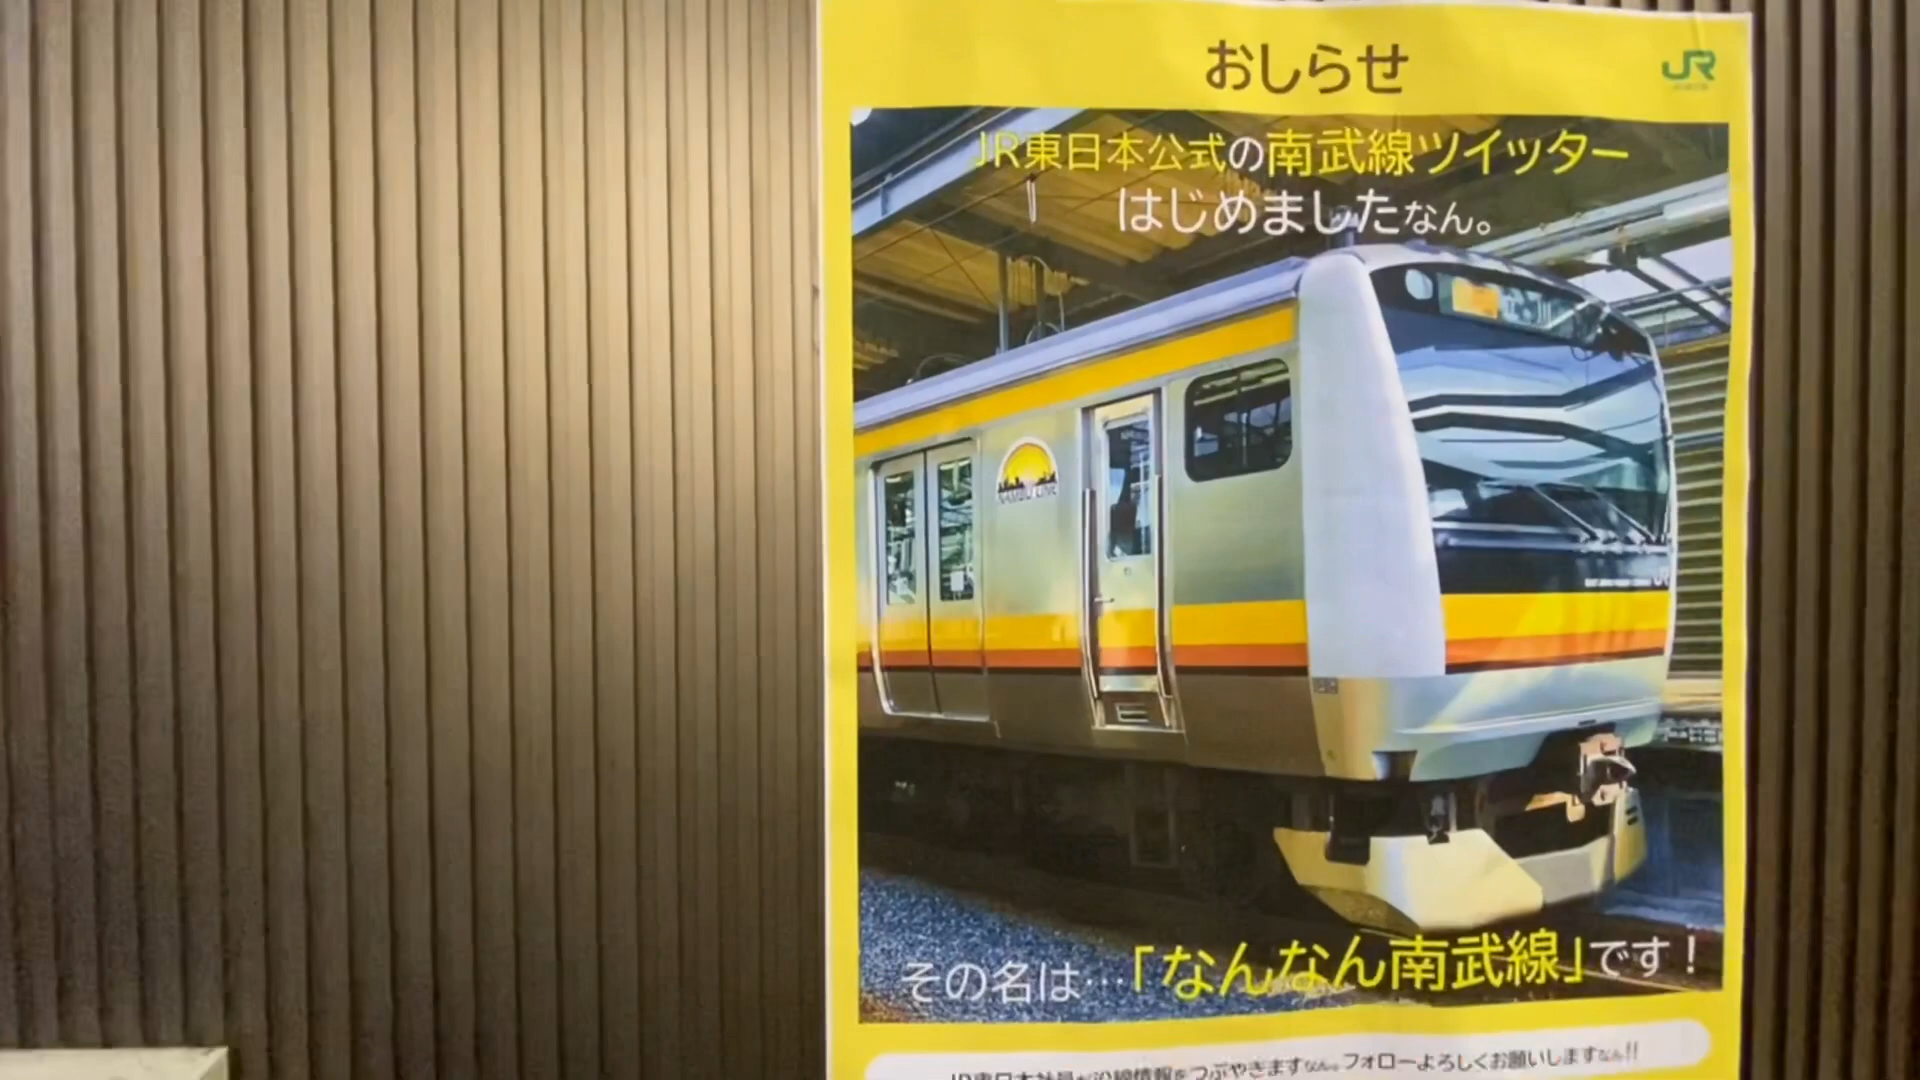 おしらせ
JR
JR東日本公式の南武線ツイッター
はじめましたなん。
NAMBU LINE
その名は…「なんなん南武線」です！
JR東日本社員が沿線情報をつぶやきますなん。フォローよろしくお願いしますなん!!